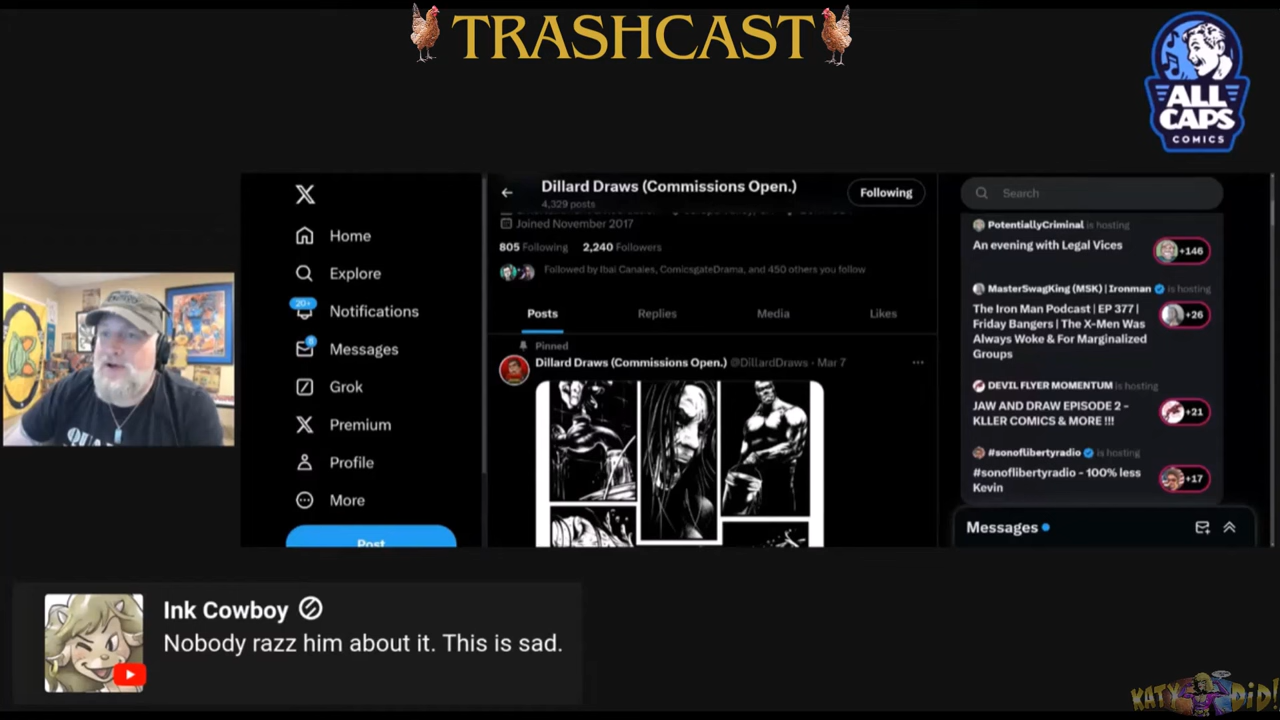 TRASHCAST
ALL
CAPS
COMICS
X
Home
Explore
20+
Notifications
8
Messages
Grok
Premium
Profile
More
Post
Dillard Draws (Commissions Open.)
4,329 posts
Following
Joined November 2017
805 Following 2,240 Followers
Followed by Ibai Canales, ComicsgateDrama, and 450 others you follow
Posts Replies Media Likes
Pinned
Dillard Draws (Commissions Open.) @DillardDraws · Mar 7
Search
PotentiallyCriminal is hosting
An evening with Legal Vices
+146
MasterSwagKing (MSK) | Ironman is hosting
The Iron Man Podcast | EP 377 |
Friday Bangers | The X-Men Was
Always Woke & For Marginalized
Groups
+26
DEVIL FLYER MOMENTUM is hosting
JAW AND DRAW EPISODE 2 -
KLLER COMICS & MORE !!!
+21
#sonoflibertyradio is hosting
#sonoflibertyradio - 100% less
Kevin
+17
Messages
Ink Cowboy
Nobody razz him about it. This is sad.
KATY DiD!